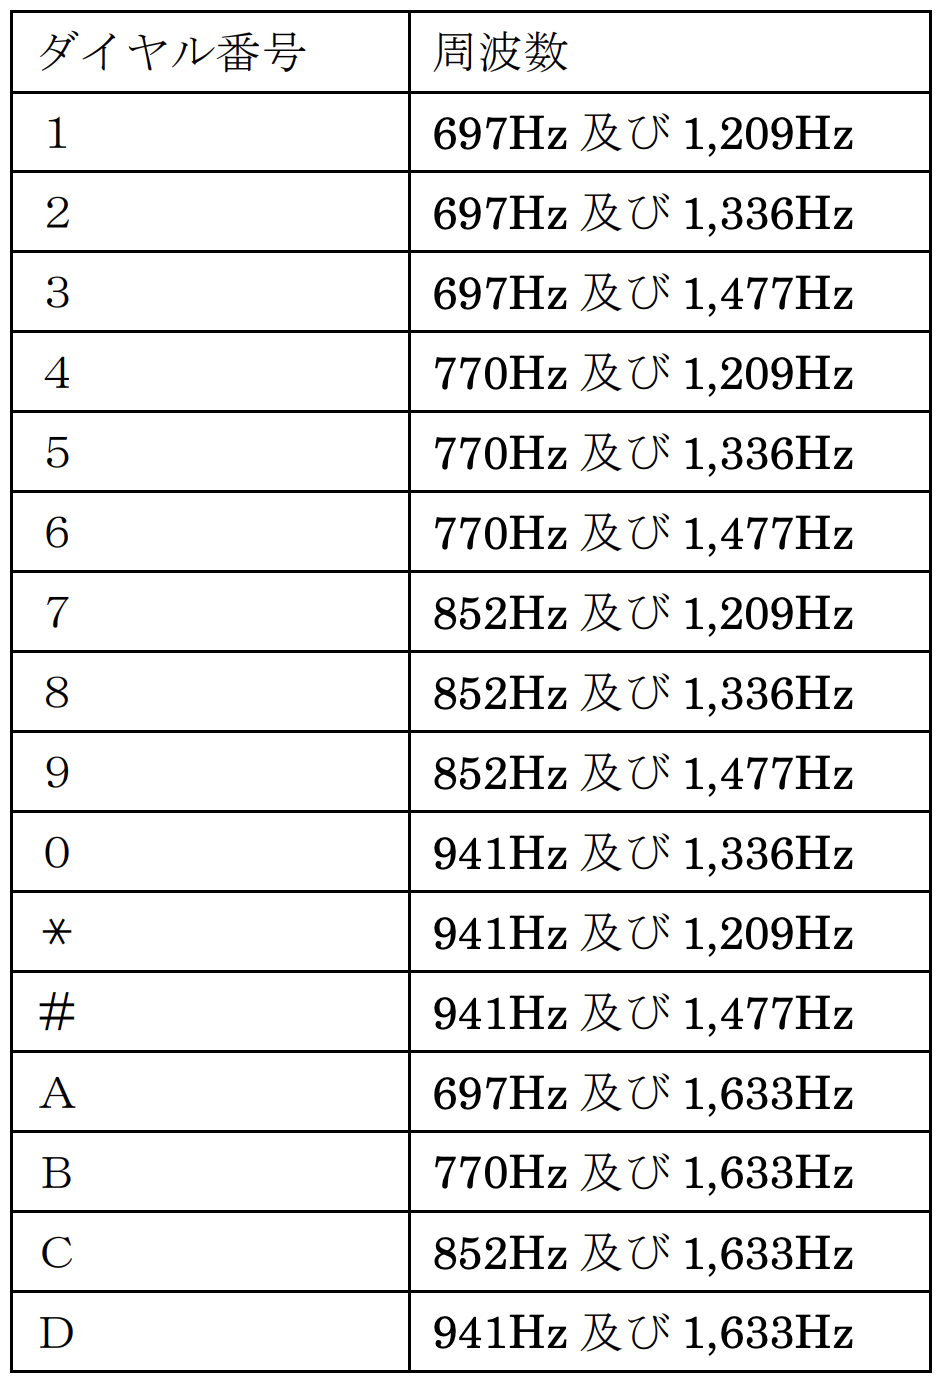 ダイヤル番号 周波数
１ 697Hz 及び 1,209Hz
２ 697Hz 及び 1,336Hz
３ 697Hz 及び 1,477Hz
４ 770Hz 及び 1,209Hz
５ 770Hz 及び 1,336Hz
６ 770Hz 及び 1,477Hz
７ 852Hz 及び 1,209Hz
８ 852Hz 及び 1,336Hz
９ 852Hz 及び 1,477Hz
０ 941Hz 及び 1,336Hz
＊ 941Hz 及び 1,209Hz
＃ 941Hz 及び 1,477Hz
Ａ 697Hz 及び 1,633Hz
Ｂ 770Hz 及び 1,633Hz
Ｃ 852Hz 及び 1,633Hz
Ｄ 941Hz 及び 1,633Hz